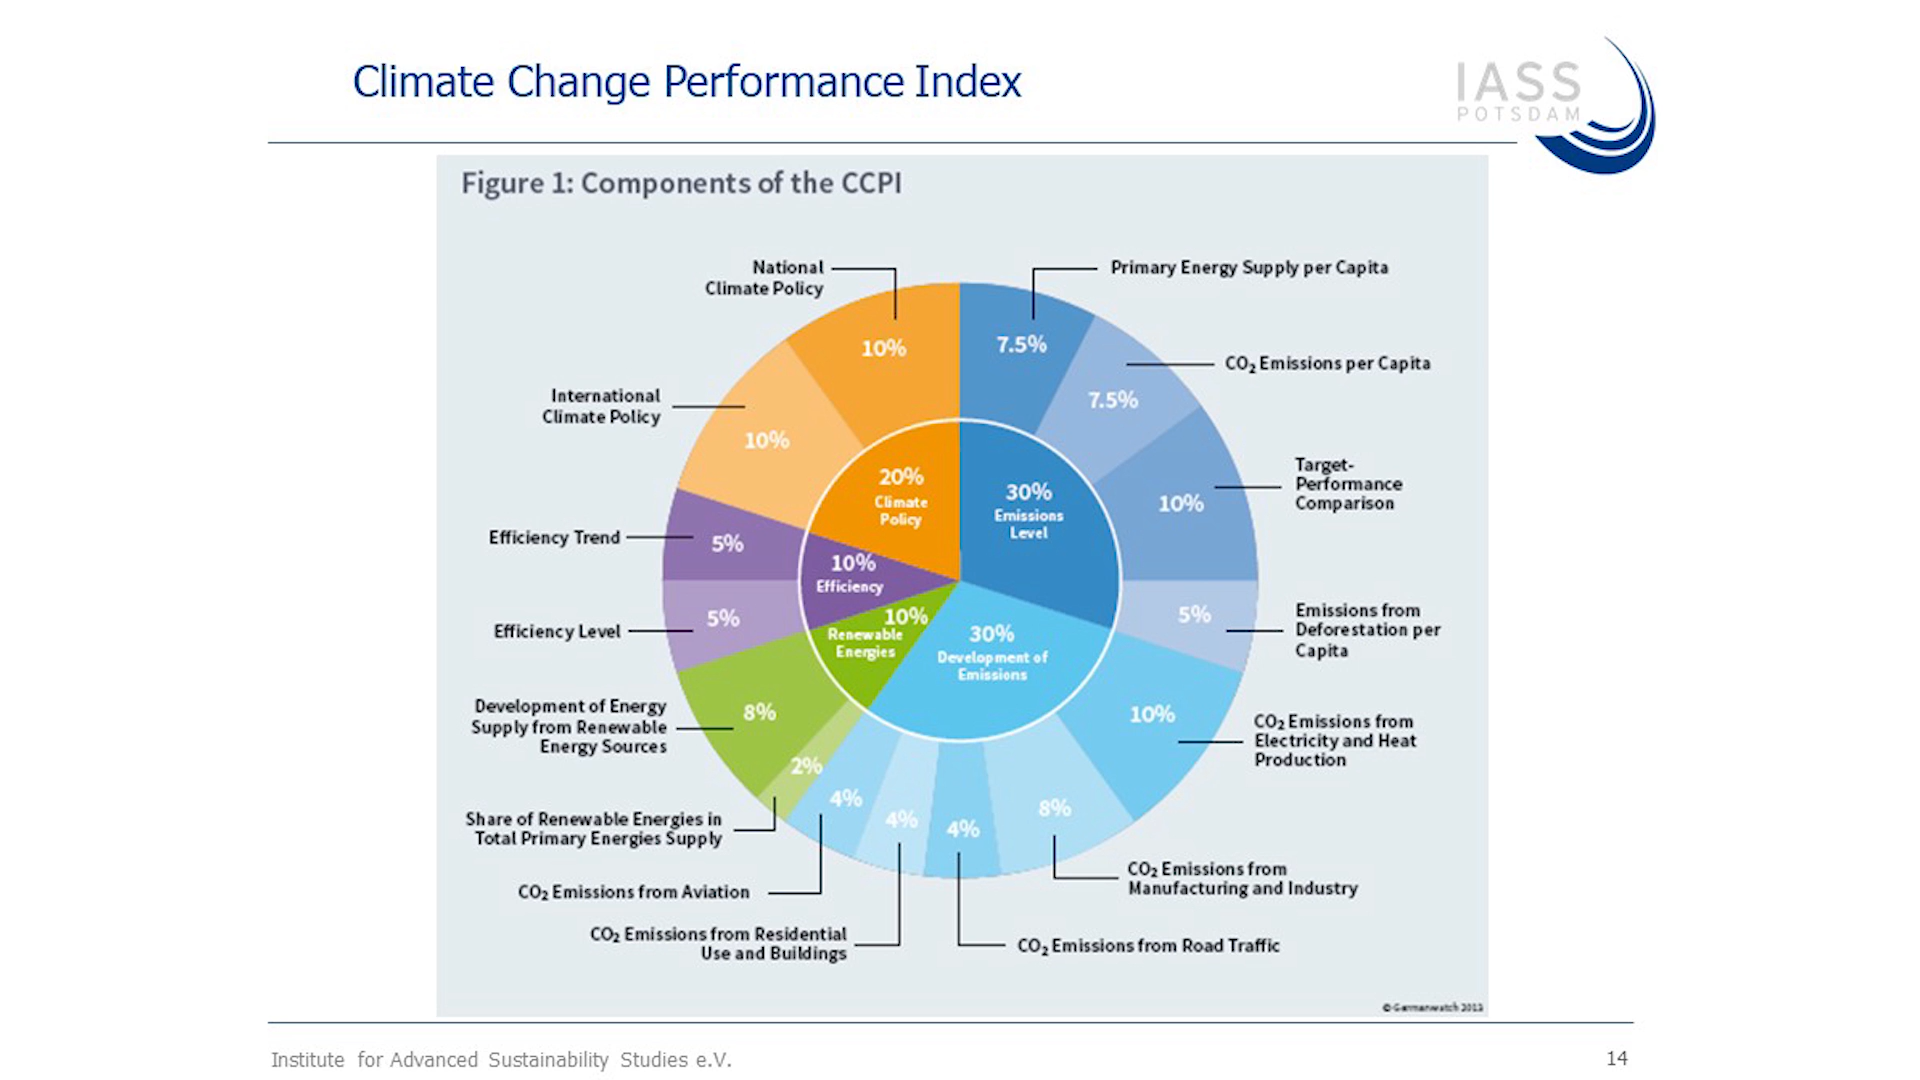 Climate Change Performance Index
IASS
POTSDAM
Figure 1: Components of the CCPI
National
Climate Policy
Primary Energy Supply per Capita
10%
7.5%
CO₂ Emissions per Capita
7.5%
International
Climate Policy
10%
Target-
Performance
Comparison
10%
20%
Climate
Policy
30%
Emissions
Level
Efficiency Trend
5%
10%
Efficiency
Efficiency Level
5%
10%
Renewable
Energies
30%
Development of
Emissions
5%
Emissions from
Deforestation per
Capita
Development of Energy
Supply from Renewable
Energy Sources
8%
10%
CO₂ Emissions from
Electricity and Heat
Production
2%
4%
4%
4%
8%
Share of Renewable Energies in
Total Primary Energies Supply
CO₂ Emissions from Aviation
CO₂ Emissions from
Manufacturing and Industry
CO₂ Emissions from Residential
Use and Buildings
CO₂ Emissions from Road Traffic
© Germanwatch 2013
Institute for Advanced Sustainability Studies e.V.
14